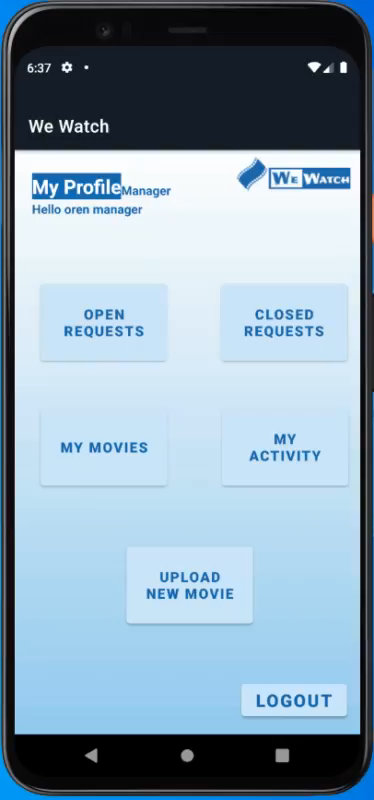 6:37
We Watch
My Profile Manager
WE WATCH
Hello oren manager
OPEN
REQUESTS
CLOSED
REQUESTS
MY MOVIES
MY
ACTIVITY
UPLOAD
NEW MOVIE
LOGOUT